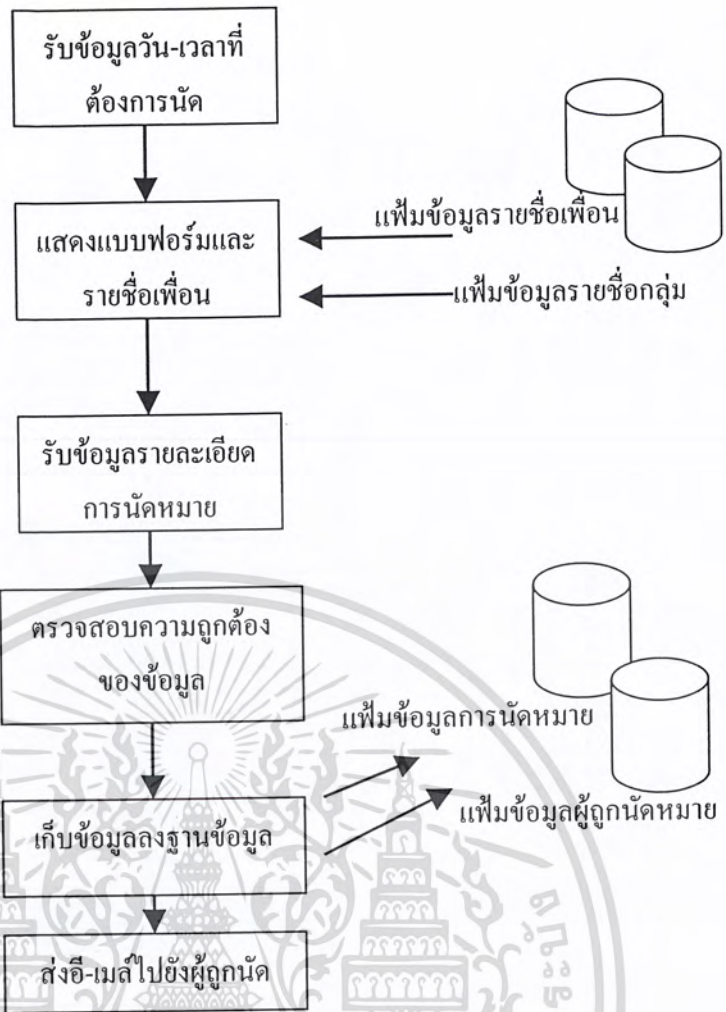 รับข้อมูลวัน-เวลาที่
ต้องการนัด
แสดงแบบฟอร์มและ
รายชื่อเพื่อน
แฟ้มข้อมูลรายชื่อเพื่อน
แฟ้มข้อมูลรายชื่อกลุ่ม
รับข้อมูลรายละเอียด
การนัดหมาย
ตรวจสอบความถูกต้อง
ของข้อมูล
แฟ้มข้อมูลการนัดหมาย
แฟ้มข้อมูลผู้ถูกนัดหมาย
เก็บข้อมูลลงฐานข้อมูล
ส่งอี-เมล์ไปยังผู้ถูกนัด